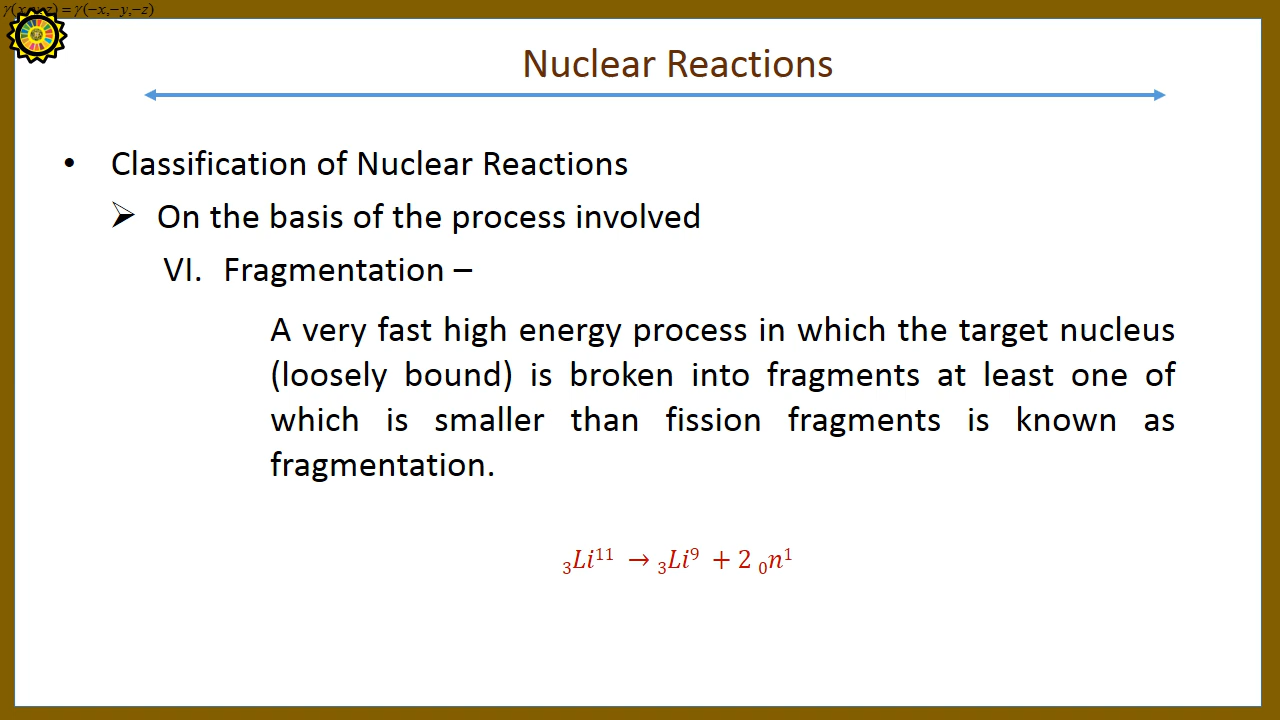 Nuclear Reactions
• Classification of Nuclear Reactions
➢ On the basis of the process involved
VI. Fragmentation –
A very fast high energy process in which the target nucleus
(loosely bound) is broken into fragments at least one of
which is smaller than fission fragments is known as
fragmentation.
₃Li¹¹ → ₃Li⁹ + 2 ₀n¹